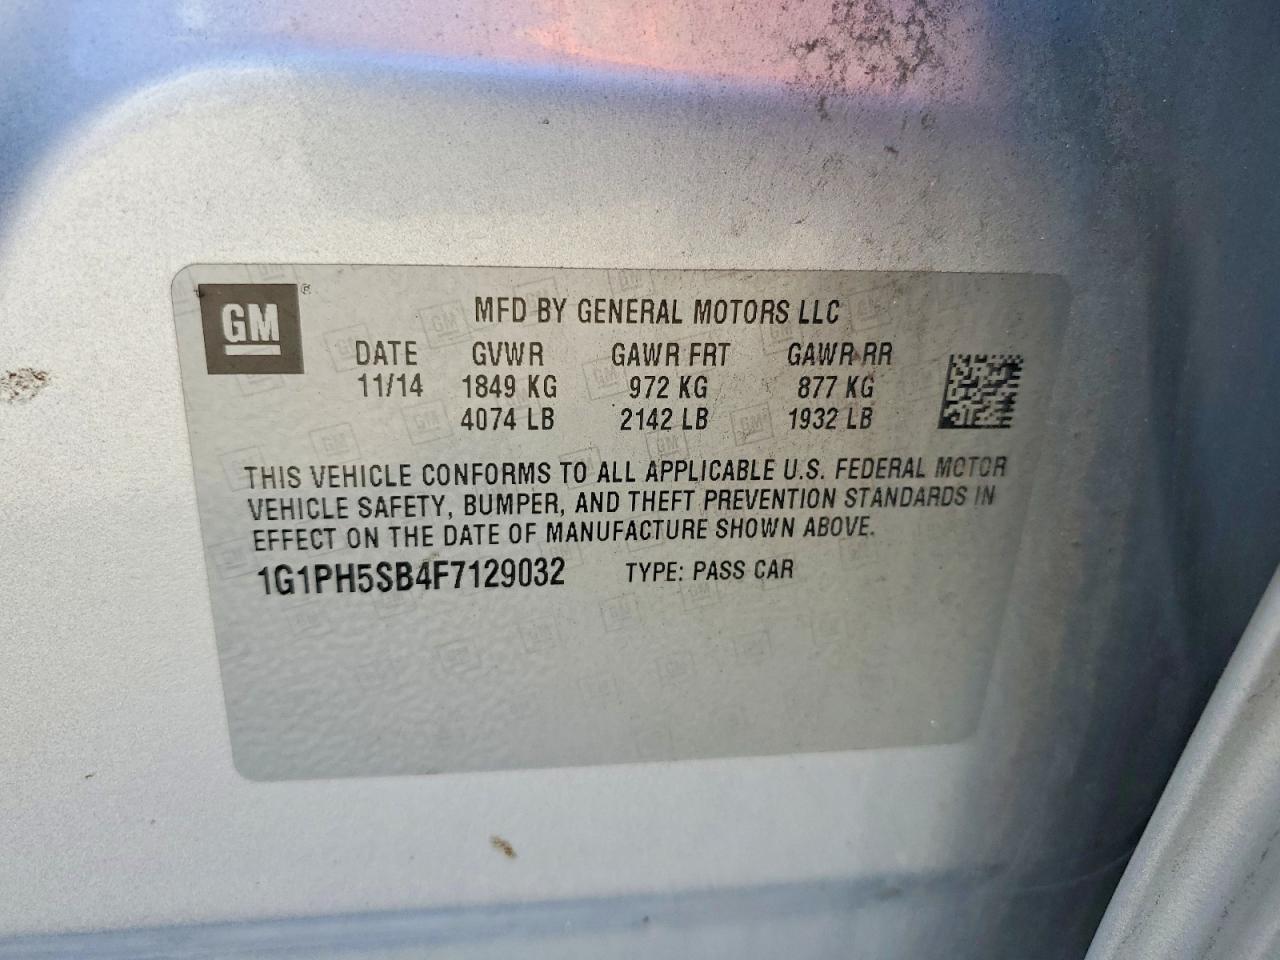 GM ®
MFD BY GENERAL MOTORS LLC
DATE GVWR GAWR FRT GAWR RR
11/14 1849 KG 972 KG 877 KG
4074 LB 2142 LB 1932 LB
THIS VEHICLE CONFORMS TO ALL APPLICABLE U.S. FEDERAL MOTOR
VEHICLE SAFETY, BUMPER, AND THEFT PREVENTION STANDARDS IN
EFFECT ON THE DATE OF MANUFACTURE SHOWN ABOVE.
1G1PH5SB4F7129032 TYPE: PASS CAR